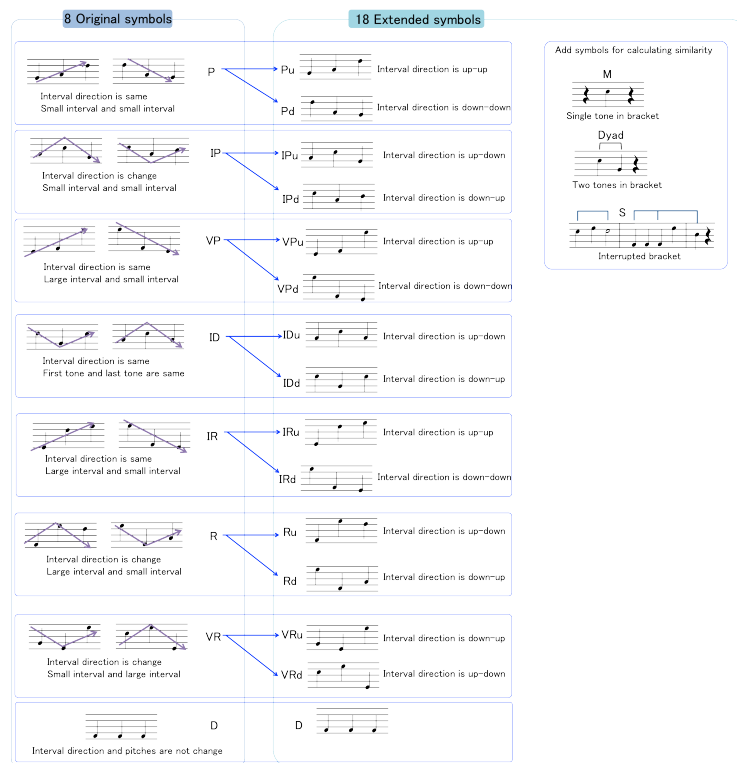 8 Original symbols
18 Extended symbols
P
Interval direction is same
Small interval and small interval
Pu
Interval direction is up-up
Pd
Interval direction is down-down
IP
Interval direction is change
Small interval and small interval
IPu
Interval direction is up-down
IPd
Interval direction is down-up
VP
Interval direction is same
Large interval and small interval
VPu
Interval direction is up-up
VPd
Interval direction is down-down
ID
Interval direction is same
First tone and last tone are same
IDu
Interval direction is up-down
IDd
Interval direction is down-up
IR
Interval direction is same
Large interval and small interval
IRu
Interval direction is up-up
IRd
Interval direction is down-down
R
Interval direction is change
Large interval and small interval
Ru
Interval direction is up-down
Rd
Interval direction is down-up
VR
Interval direction is change
Small interval and large interval
VRu
Interval direction is down-up
VRd
Interval direction is up-down
D
Interval direction and pitches are not change
D
Add symbols for calculating similarity
M
Single tone in bracket
Dyad
Two tones in bracket
S
Interrupted bracket